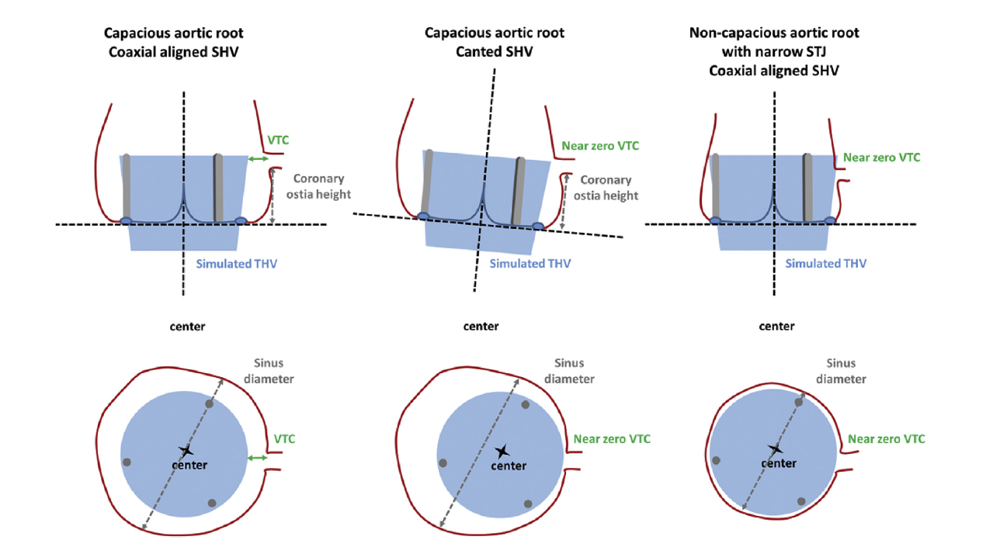 Capacious aortic root
Coaxial aligned SHV
VTC
Coronary
ostia height
Simulated THV
Capacious aortic root
Canted SHV
Near zero VTC
Coronary
ostia height
Simulated THV
Non-capacious aortic root
with narrow STJ
Coaxial aligned SHV
Near zero VTC
Simulated THV
center
Sinus
diameter
VTC
center
center
Sinus
diameter
Near zero VTC
center
center
Sinus
diameter
Near zero VTC
center